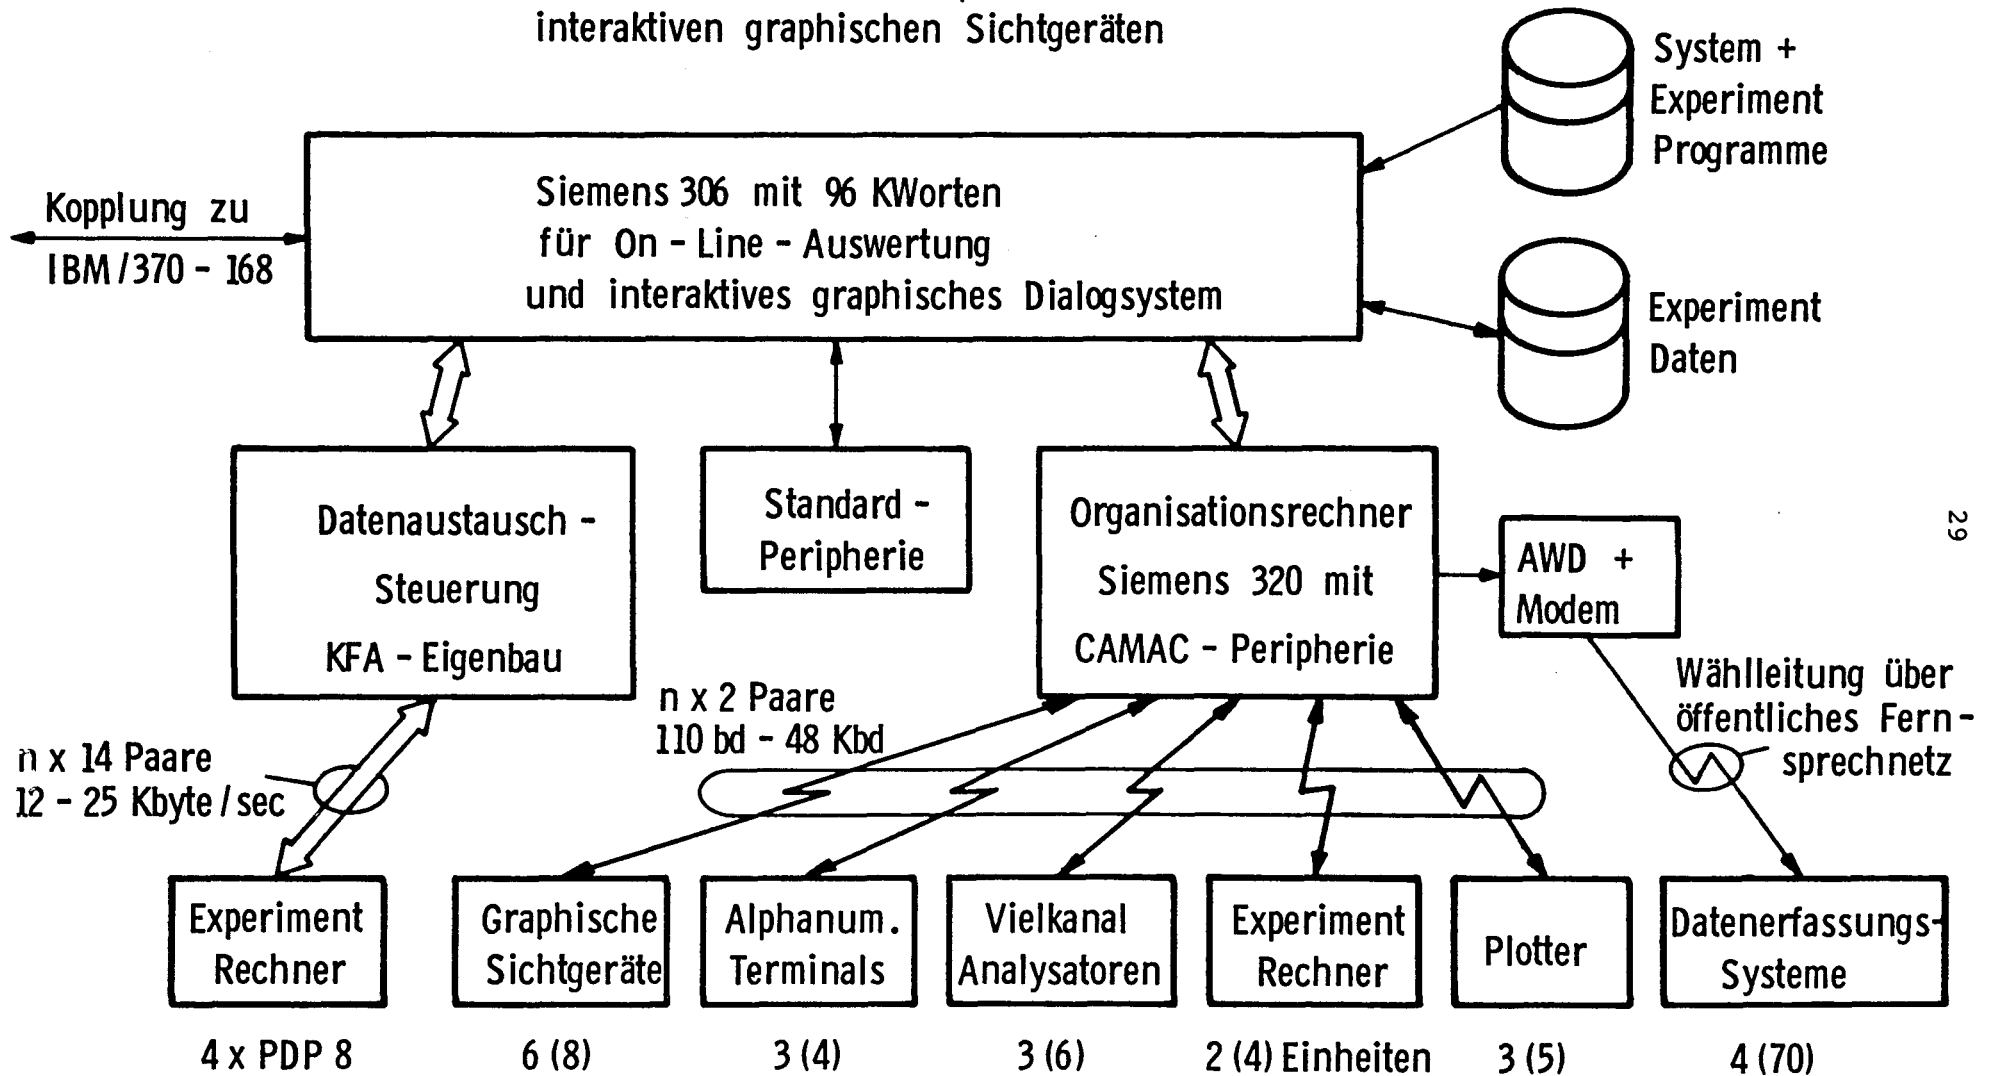 interaktiven graphischen Sichtgeräten
System +
Experiment
Programme
Kopplung zu
IBM/370 - 168
Siemens 306 mit 96 KWorten
für On - Line - Auswertung
und interaktives graphisches Dialogsystem
Experiment
Daten
Datenaustausch -
Steuerung
KFA - Eigenbau
Standard -
Peripherie
Organisationsrechner
Siemens 320 mit
CAMAC - Peripherie
AWD +
Modem
29
Wählleitung über
öffentliches Fern -
sprechnetz
n x 14 Paare
12 - 25 Kbyte / sec
n x 2 Paare
110 bd - 48 Kbd
Experiment
Rechner
Graphische
Sichtgeräte
Alphanum.
Terminals
Vielkanal
Analysatoren
Experiment
Rechner
Plotter
Datenerfassungs-
Systeme
4 x PDP 8
6 (8)
3 (4)
3 (6)
2 (4) Einheiten
3 (5)
4 (70)